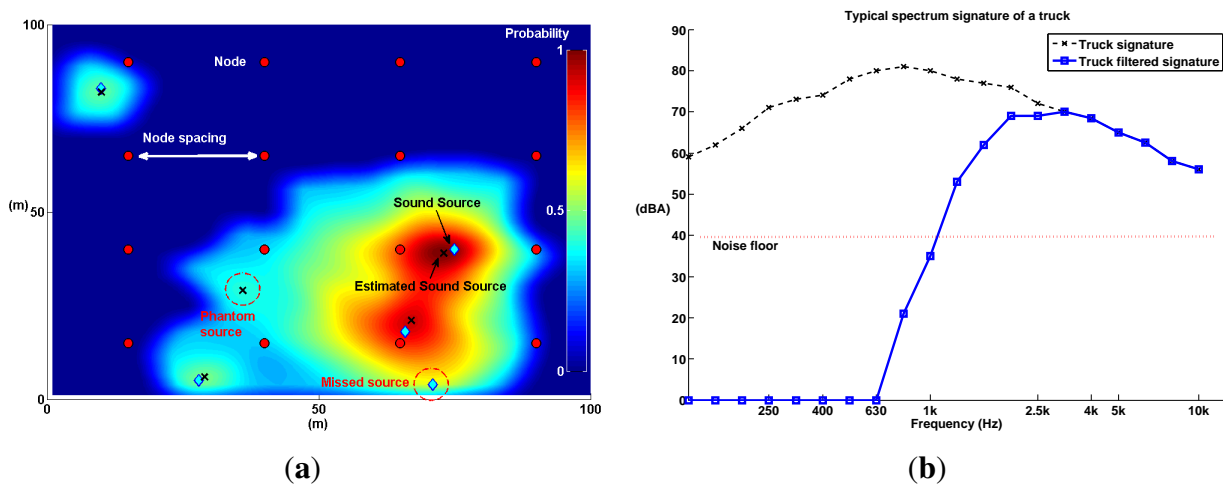 100
Probability
1
Node
Node spacing
(m)
50
0.5
Sound Source
Estimated Sound Source
Phantom
source
Missed source
0
0
50
100
(m)
(a)
Typical spectrum signature of a truck
90
Truck signature
Truck filtered signature
80
70
60
50
(dBA)
40
Noise floor
30
20
10
0
250
400
630
1k
2.5k
4k
5k
10k
Frequency (Hz)
(b)